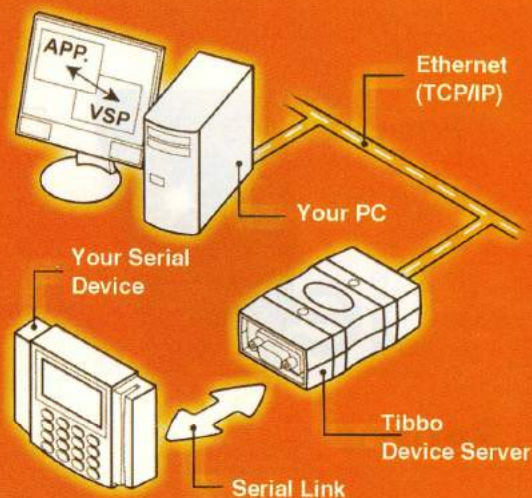 APP.
VSP
Ethernet
(TCP/IP)
Your PC
Your Serial
Device
Tibbo
Device Server
Serial Link